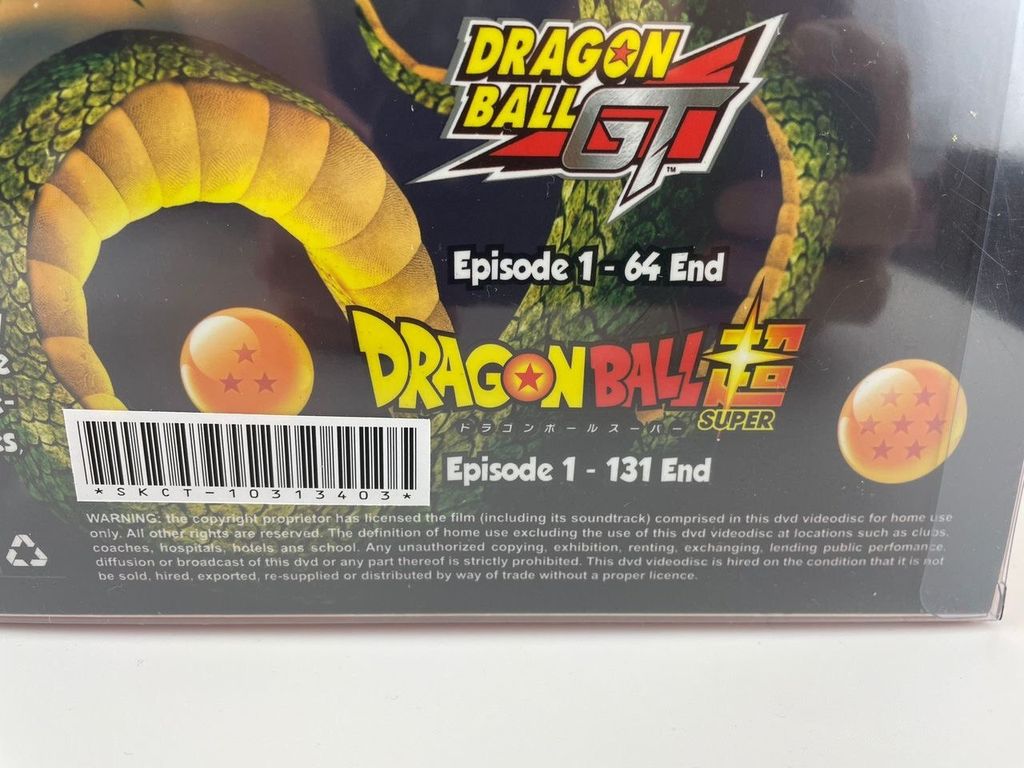 DRAGON
BALL GT
TM
Episode 1 - 64 End
DRAGON BALL 超
SUPER
ドラゴンボールスーパー
Episode 1 - 131 End
*SKCT-10313403*
WARNING: the copyright proprietor has licensed the film (including its soundtrack) comprised in this dvd videodisc for home use
only. All other rights are reserved. The definition of home use excluding the use of this dvd videodisc at locations such as clubs,
coaches, hospitals, hotels ans school. Any unauthorized copying, exhibition, renting, exchanging, lending public perfomance,
diffusion or broadcast of this dvd or any part thereof is strictly prohibited. This dvd videodisc is hired on the condition that it is not
be sold, hired, exported, re-supplied or distributed by way of trade without a proper licence.